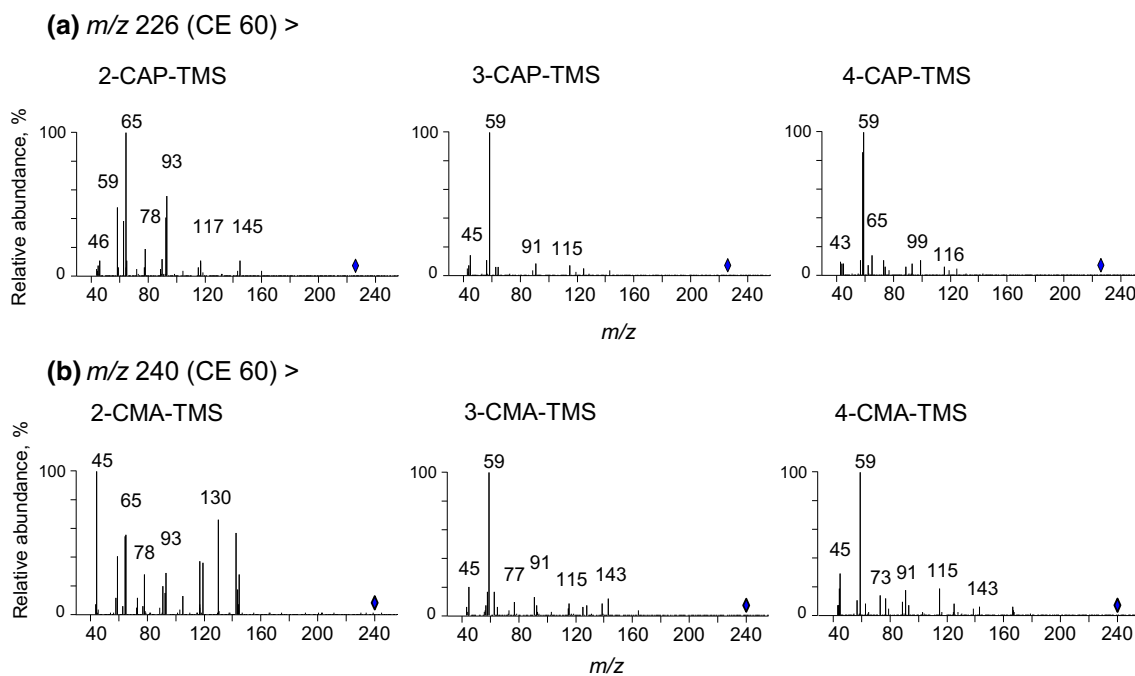 (a) m/z 226 (CE 60) >
2-CAP-TMS 3-CAP-TMS 4-CAP-TMS
Relative abundance, %
100 65 59 93 78 46 117 145 0
40 80 120 160 200 240
100 59 45 91 115 0
40 80 120 160 200 240
100 59 65 43 99 116 0
40 80 120 160 200 240
m/z
(b) m/z 240 (CE 60) >
2-CMA-TMS 3-CMA-TMS 4-CMA-TMS
Relative abundance, %
100 45 65 130 93 78 0
40 80 120 160 200 240
100 59 45 77 91 115 143 0
40 80 120 160 200 240
100 59 45 73 91 115 143 0
40 80 120 160 200 240
m/z